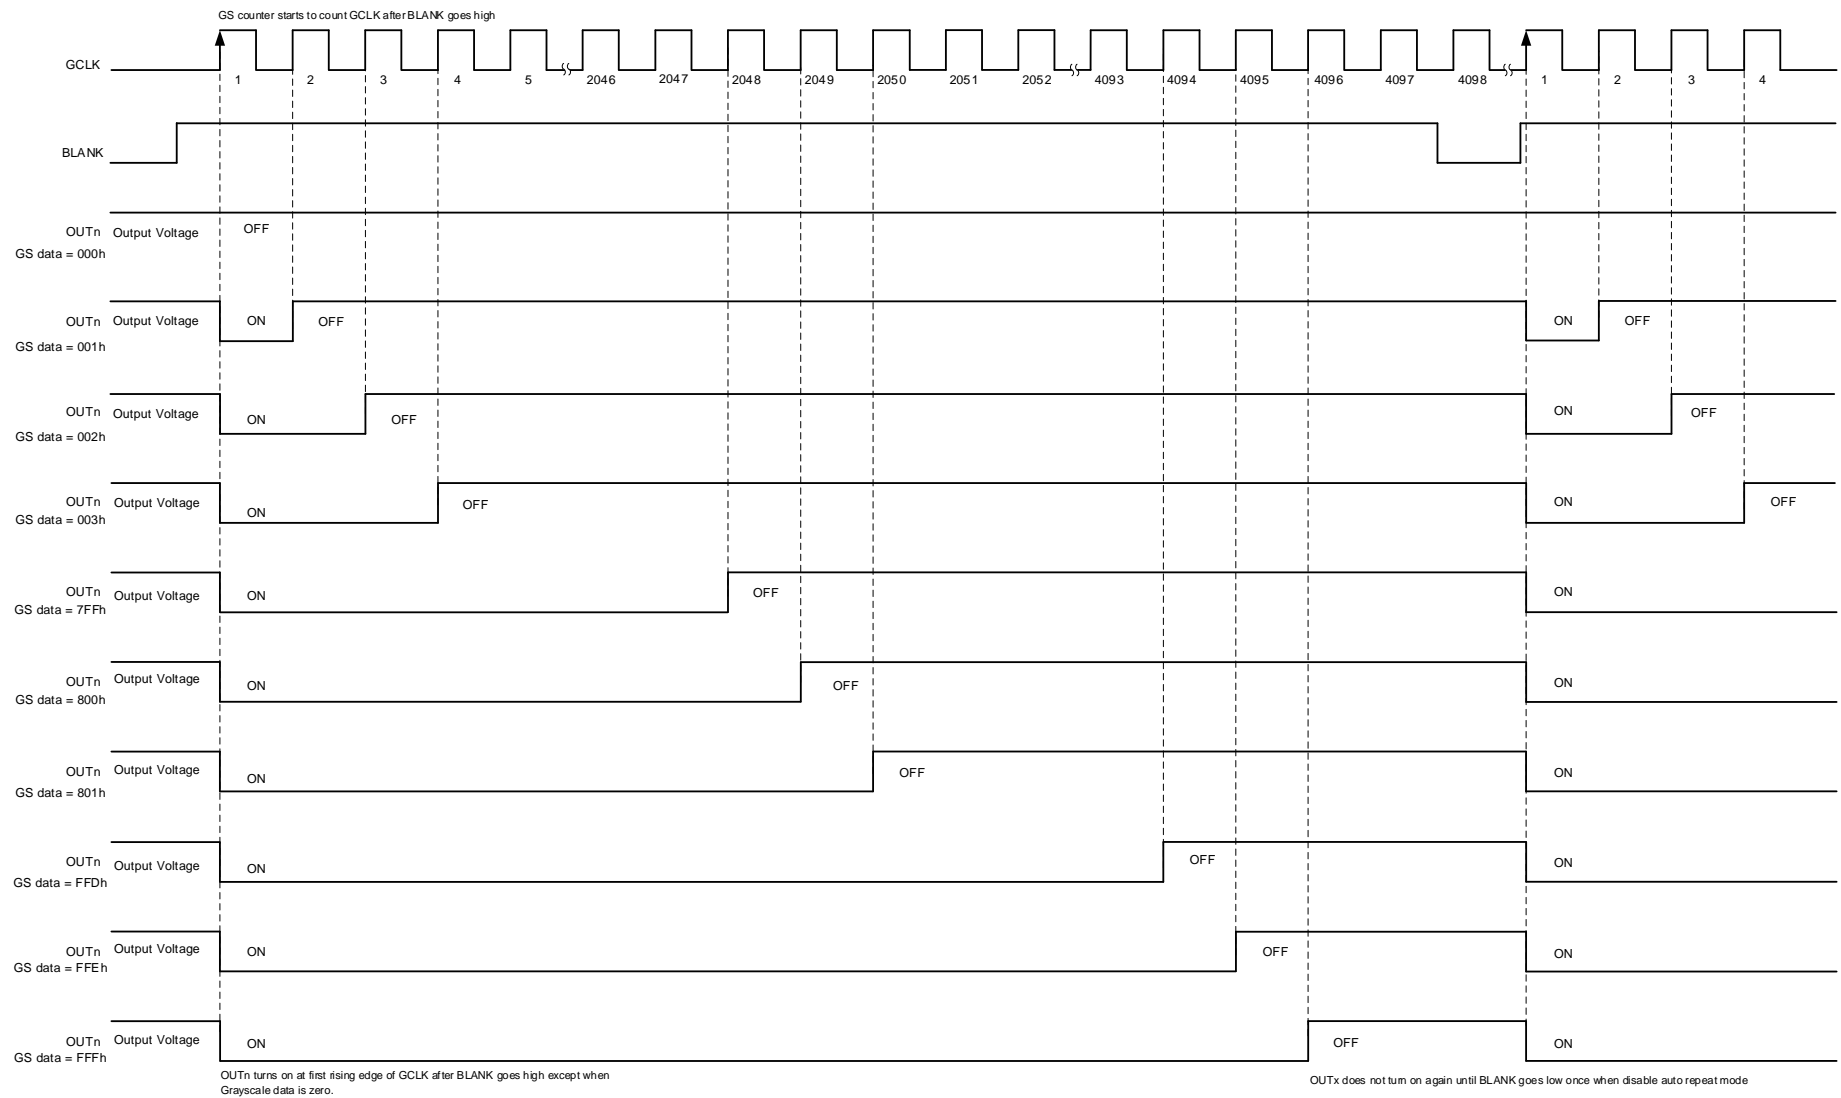 GS counter starts to count GCLK after BLANK goes high
GCLK
1 2 3 4 5 2046 2047 2048 2049 2050 2051 2052 4093 4094 4095 4096 4097 4098 1 2 3 4
BLANK
OUTn Output Voltage OFF
GS data = 000h
OUTn Output Voltage ON OFF ON OFF
GS data = 001h
OUTn Output Voltage ON OFF ON OFF
GS data = 002h
OUTn Output Voltage ON OFF ON OFF
GS data = 003h
OUTn Output Voltage ON OFF ON
GS data = 7FFh
OUTn Output Voltage ON OFF ON
GS data = 800h
OUTn Output Voltage ON OFF ON
GS data = 801h
OUTn Output Voltage ON OFF ON
GS data = FFDh
OUTn Output Voltage ON OFF ON
GS data = FFEh
OUTn Output Voltage ON OFF ON
GS data = FFFh
OUTn turns on at first rising edge of GCLK after BLANK goes high except when
Grayscale data is zero.
OUTx does not turn on again until BLANK goes low once when disable auto repeat mode